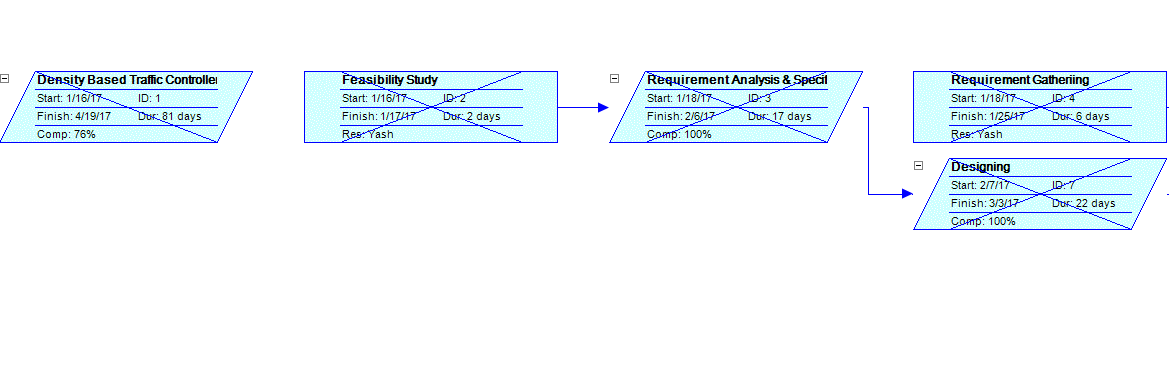 Density Based Traffic Controller
Start: 1/16/17 ID: 1
Finish: 4/19/17 Dur: 81 days
Comp: 76%
Feasibility Study
Start: 1/16/17 ID: 2
Finish: 1/17/17 Dur: 2 days
Res: Yash
Requirement Analysis & Specif
Start: 1/18/17 ID: 3
Finish: 2/6/17 Dur: 17 days
Comp: 100%
Requirement Gatheriing
Start: 1/18/17 ID: 4
Finish: 1/25/17 Dur: 6 days
Res: Yash
Designing
Start: 2/7/17 ID: 7
Finish: 3/3/17 Dur: 22 days
Comp: 100%